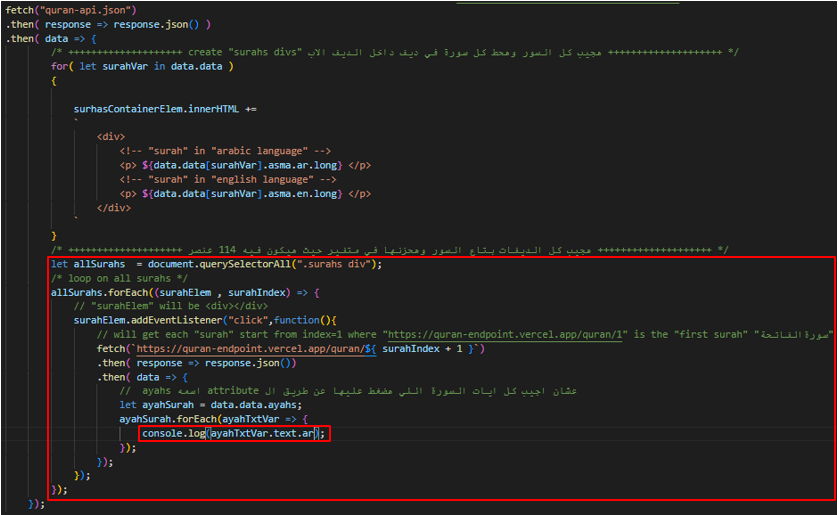 fetch("quran-api.json")
.then( response => response.json() )
.then( data => {
/* ++++++++++++++++++++ create "surahs divs" هجيب كل السور وهحط كل سورة في ديف داخل الديف الاب ++++++++++++++++++++ */
for( let surahVar in data.data )
{
surhasContainerElem.innerHTML +=
`
<div>
<!-- "surah" in "arabic language" -->
<p> ${data.data[surahVar].asma.ar.long} </p>
<!-- "surah" in "english language" -->
<p> ${data.data[surahVar].asma.en.long} </p>
</div>
`
}
/* ++++++++++++++++++++ هجيب كل الديفات بتاع السور وهخزنها في متغير حيث هيكون فيه 114 عنصر ++++++++++++++++++++ */
let allSurahs = document.querySelectorAll(".surahs div");
/* loop on all surahs */
allSurahs.forEach((surahElem , surahIndex) => {
// "surahElem" will be <div></div>
surahElem.addEventListener("click",function(){
// will get each "surah" start from index=1 where "https://quran-endpoint.vercel.app/quran/1" is the "first surah" "سورة الفاتحة"
fetch(`https://quran-endpoint.vercel.app/quran/${ surahIndex + 1 }`)
.then( response => response.json())
.then( data => {
// ayahs اسمه attribute عشان اجيب كل ايات السورة اللي هضغط عليها عن طريق ال
let ayahSurah = data.data.ayahs;
ayahSurah.forEach(ayahTxtVar => {
console.log(ayahTxtVar.text.ar);
});
});
});
});
});